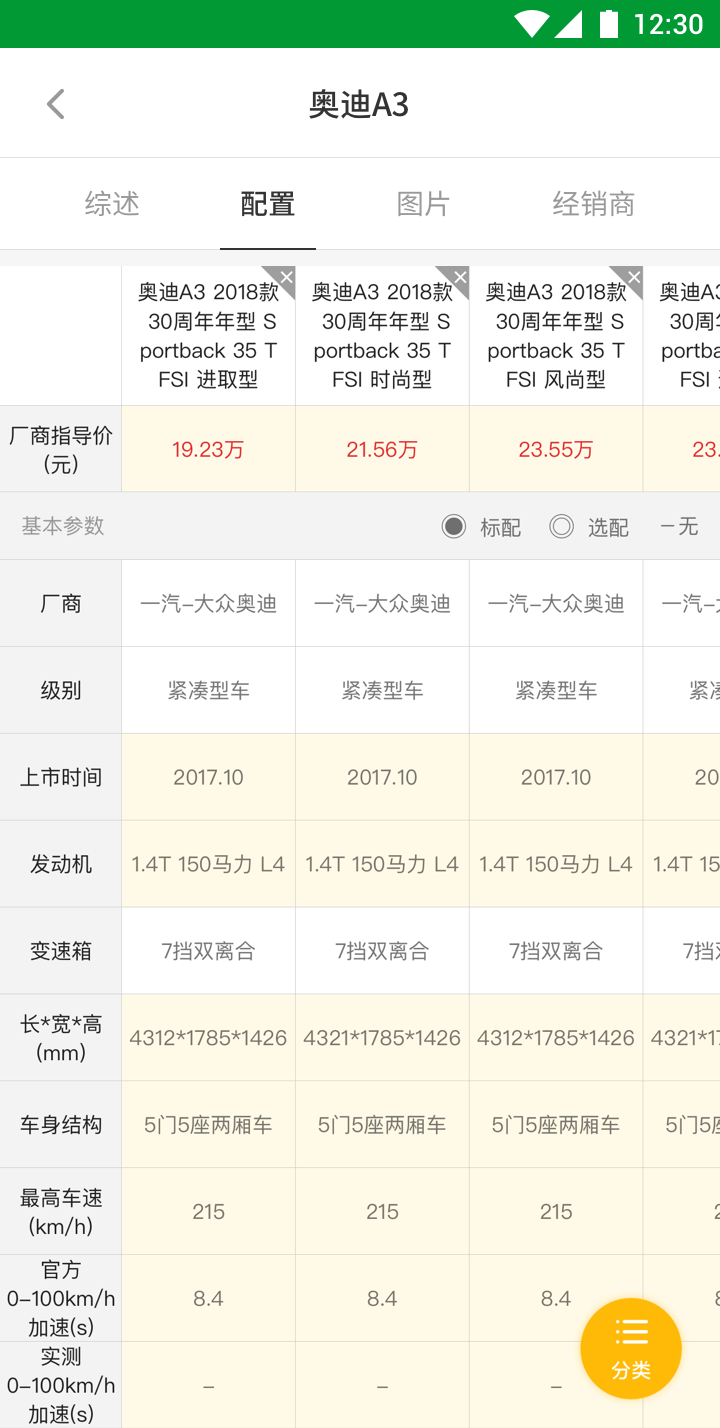 12:30
奥迪A3
综述 配置 图片 经销商
奥迪A3 2018款 奥迪A3 2018款 奥迪A3 2018款 奥迪A
30周年年型 S 30周年年型 S 30周年年型 S 30周
portback 35 T portback 35 T portback 35 T portba
FSI 进取型 FSI 时尚型 FSI 风尚型 FSI
厂商指导价
(元) 19.23万 21.56万 23.55万 23.
基本参数 标配 选配 －无
厂商 一汽–大众奥迪 一汽–大众奥迪 一汽–大众奥迪 一汽–
级别 紧凑型车 紧凑型车 紧凑型车 紧凑
上市时间 2017.10 2017.10 2017.10 20
发动机 1.4T 150马力 L4 1.4T 150马力 L4 1.4T 150马力 L4 1.4T 15
变速箱 7挡双离合 7挡双离合 7挡双离合 7挡
长*宽*高
(mm) 4312*1785*1426 4321*1785*1426 4312*1785*1426 4321*1
车身结构 5门5座两厢车 5门5座两厢车 5门5座两厢车 5门5
最高车速
(km/h) 215 215 215
官方
0–100km/h 8.4 8.4 8.4
加速(s)
实测
0–100km/h – – –
加速(s)
分类